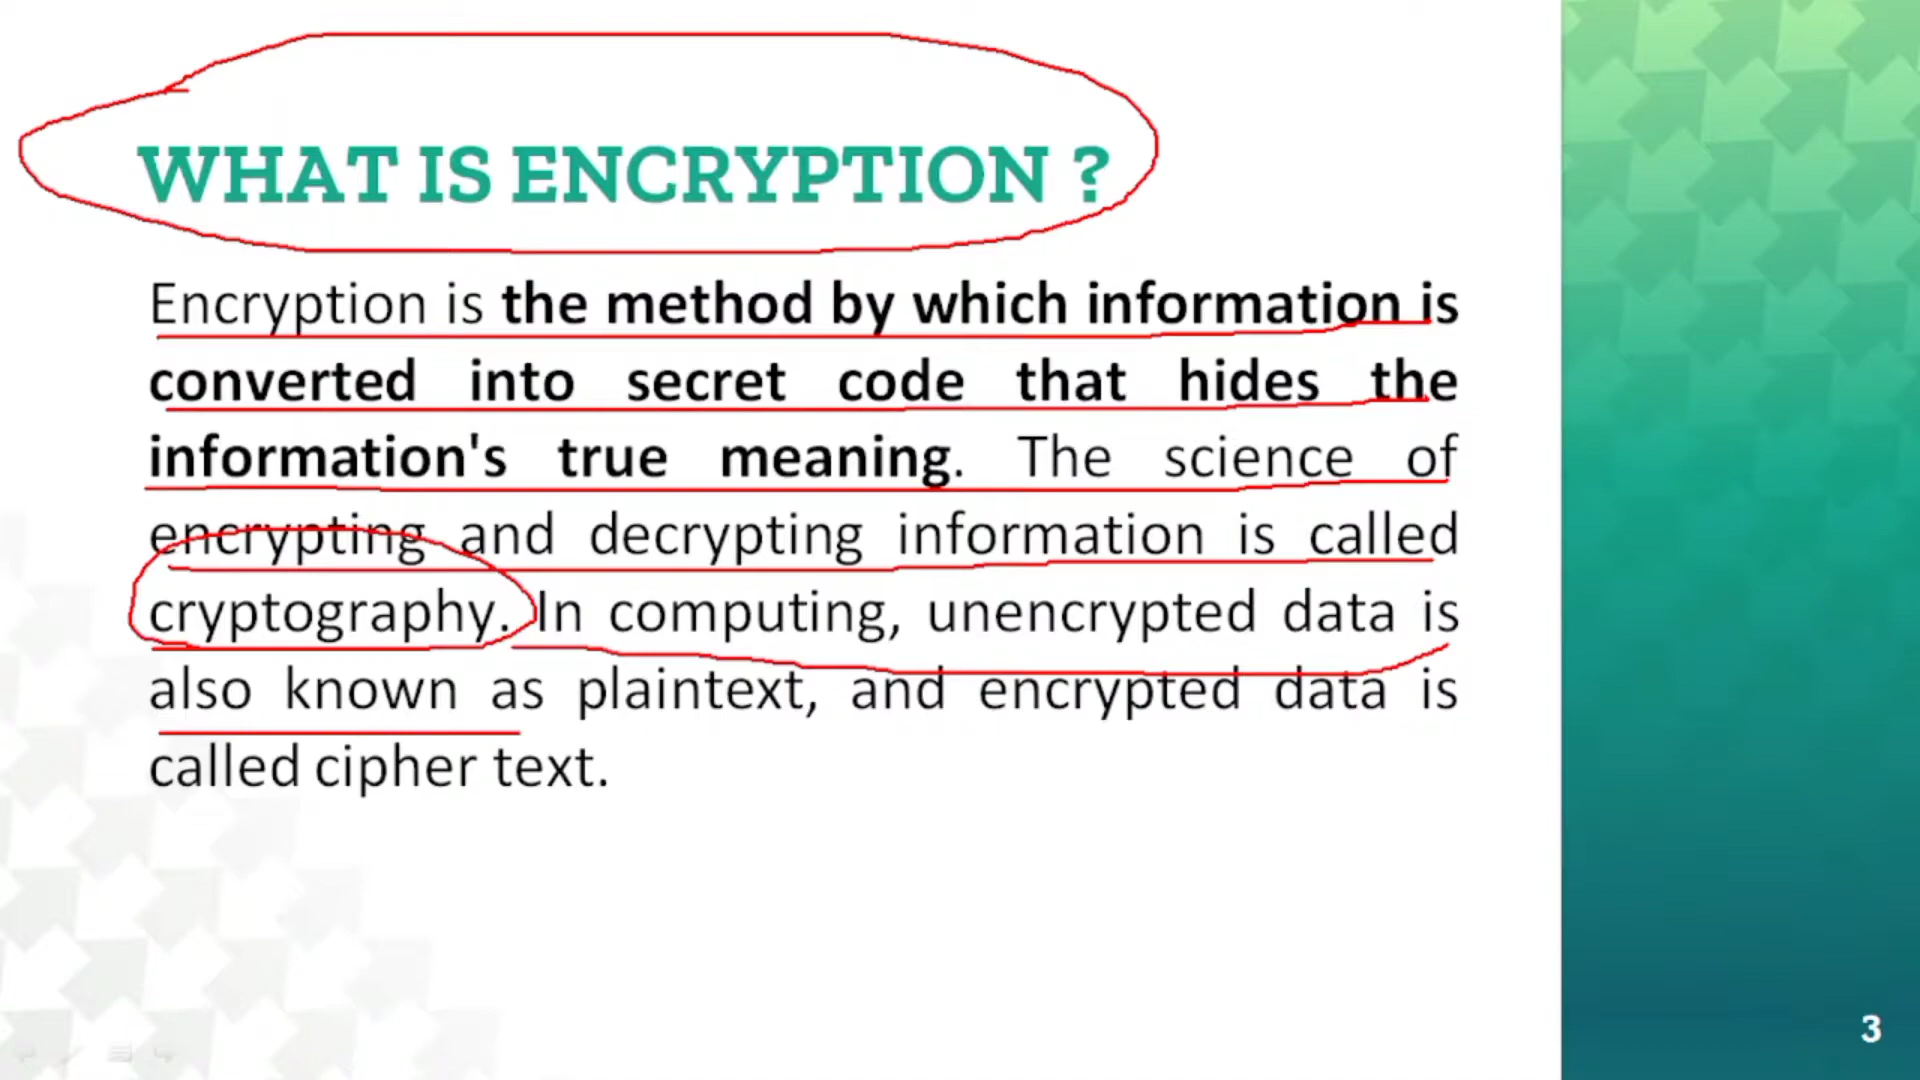 WHAT IS ENCRYPTION ?
Encryption is the method by which information is
converted into secret code that hides the
information's true meaning. The science of
encrypting and decrypting information is called
cryptography. In computing, unencrypted data is
also known as plaintext, and encrypted data is
called cipher text.
3